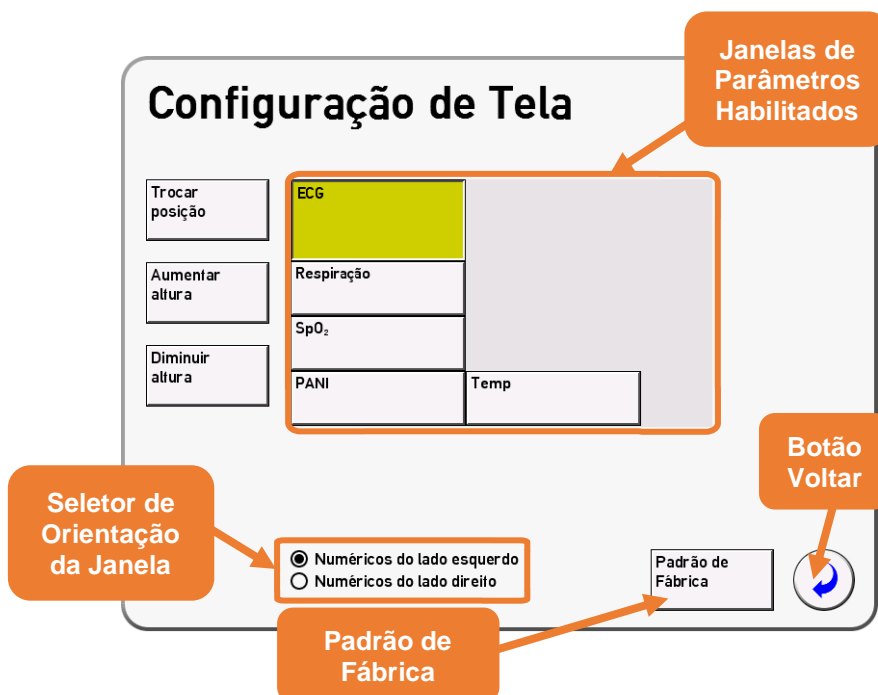 Janelas de
Parâmetros
Habilitados
Configuração de Tela
Trocar
posição
Aumentar
altura
Diminuir
altura
ECG
Respiração
SpO₂
PANI
Temp
Botão
Voltar
Seletor de
Orientação
da Janela
Numéricos do lado esquerdo
Numéricos do lado direito
Padrão de
Fábrica
Padrão de
Fábrica